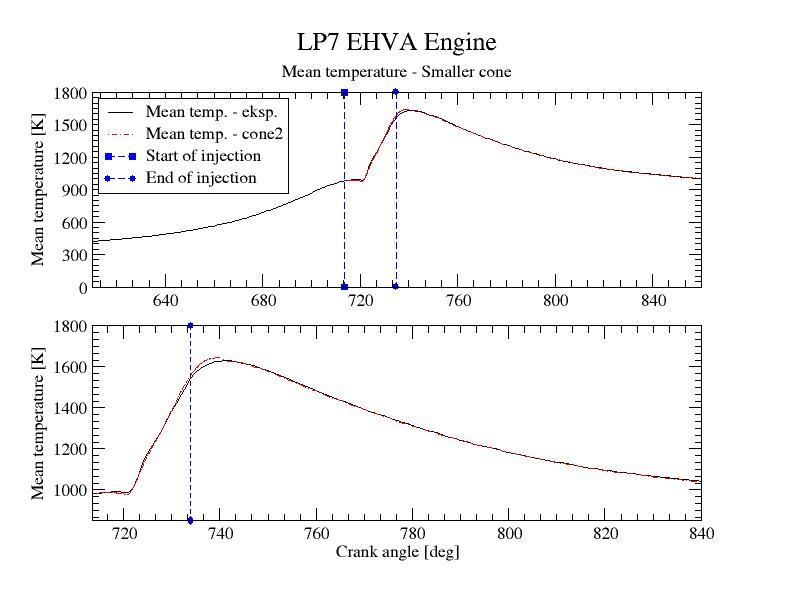 LP7 EHVA Engine
Mean temperature - Smaller cone
Mean temperature [K]
1800
1500
1200
900
600
300
0
Mean temp. - eksp.
Mean temp. - cone2
Start of injection
End of injection
640 680 720 760 800 840
Mean temperature [K]
1800
1600
1400
1200
1000
720 740 760 780 800 820 840
Crank angle [deg]